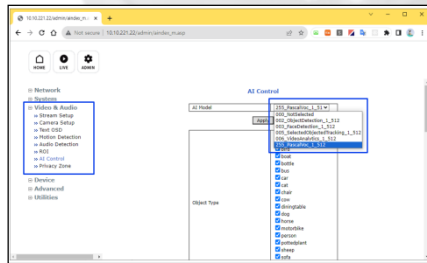 10.10.221.22/admin/aindex_m.
Not secure | 10.10.221.22/admin/aindex_m.asp
HOME
LIVE
ADMIN
Network
System
Video & Audio
Stream Setup
Camera Setup
Text OSD
Motion Detection
Audio Detection
ROI
AI Control
Privacy Zone
Device
Advanced
Utilities
AI Control
AI Model
255_PascalVoc_1_51
000_NotSelected
002_ObjectDetection_1_512
003_FaceDetection_1_512
005_SelectedObjectTracking_1_512
006_VideoAnalytics_1_512
255_PascalVoc_1_512
Object Type
boat
bottle
bus
car
cat
chair
cow
diningtable
dog
horse
motorbike
person
pottedplant
sheep
sofa